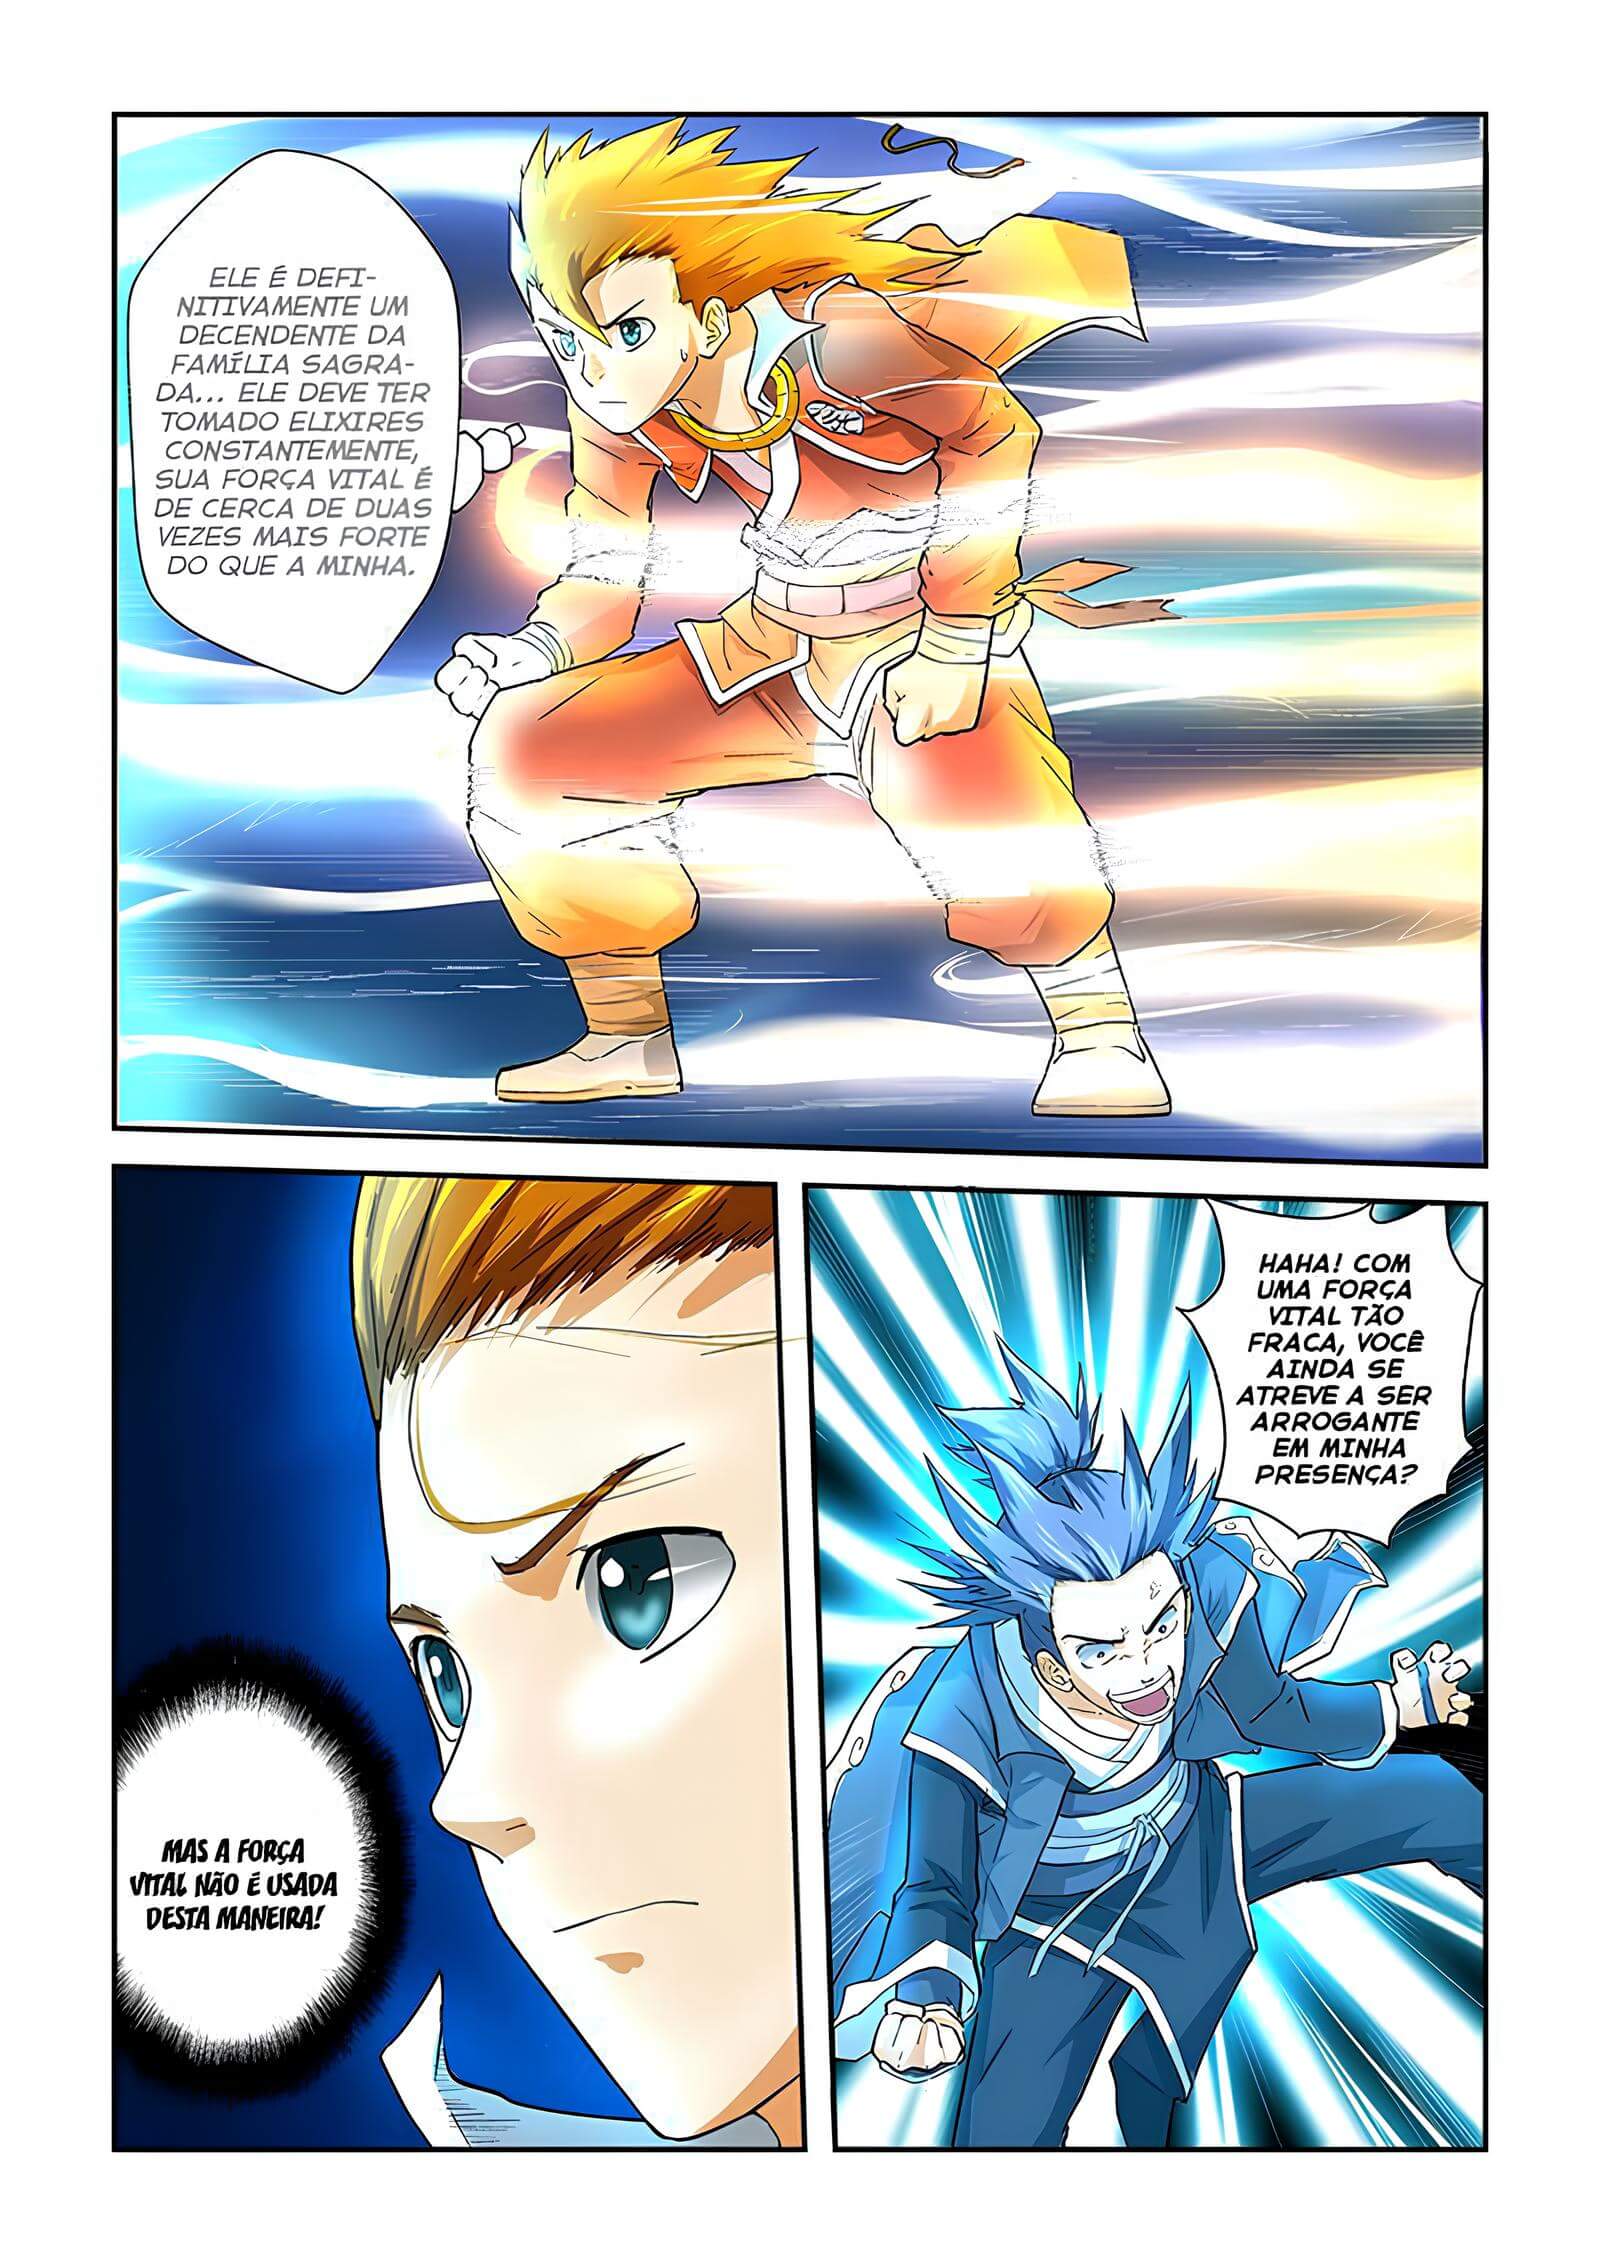 ELE É DEFI-
NITIVAMENTE UM
DECENDENTE DA
FAMÍLIA SAGRA-
DA... ELE DEVE TER
TOMADO ELIXIRES
CONSTANTEMENTE,
SUA FORÇA VITAL É
DE CERCA DE DUAS
VEZES MAIS FORTE
DO QUE A MINHA.
MAS A FORÇA
VITAL NÃO É USADA
DESTA MANEIRA!
HAHA! COM
UMA FORÇA
VITAL TÃO
FRACA, VOCÊ
AINDA SE
ATREVE A SER
ARROGANTE
EM MINHA
PRESENÇA?